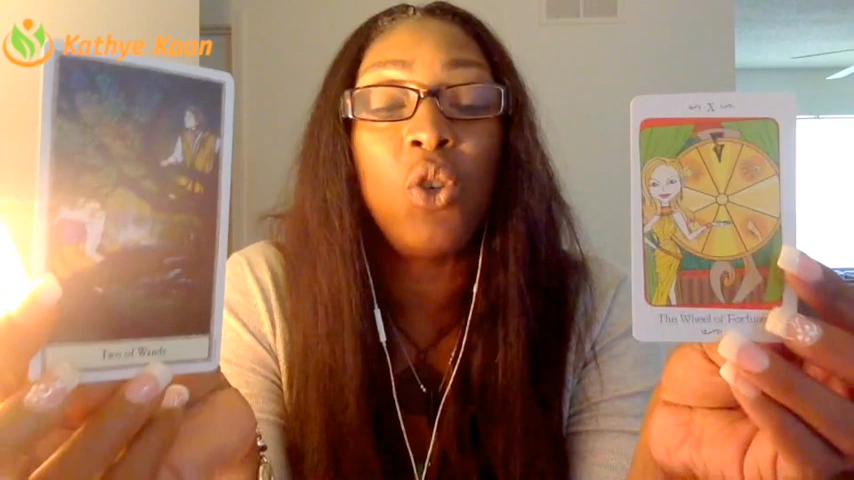 Kathye Kaan
Two of Wands
X
The Wheel of Fortune